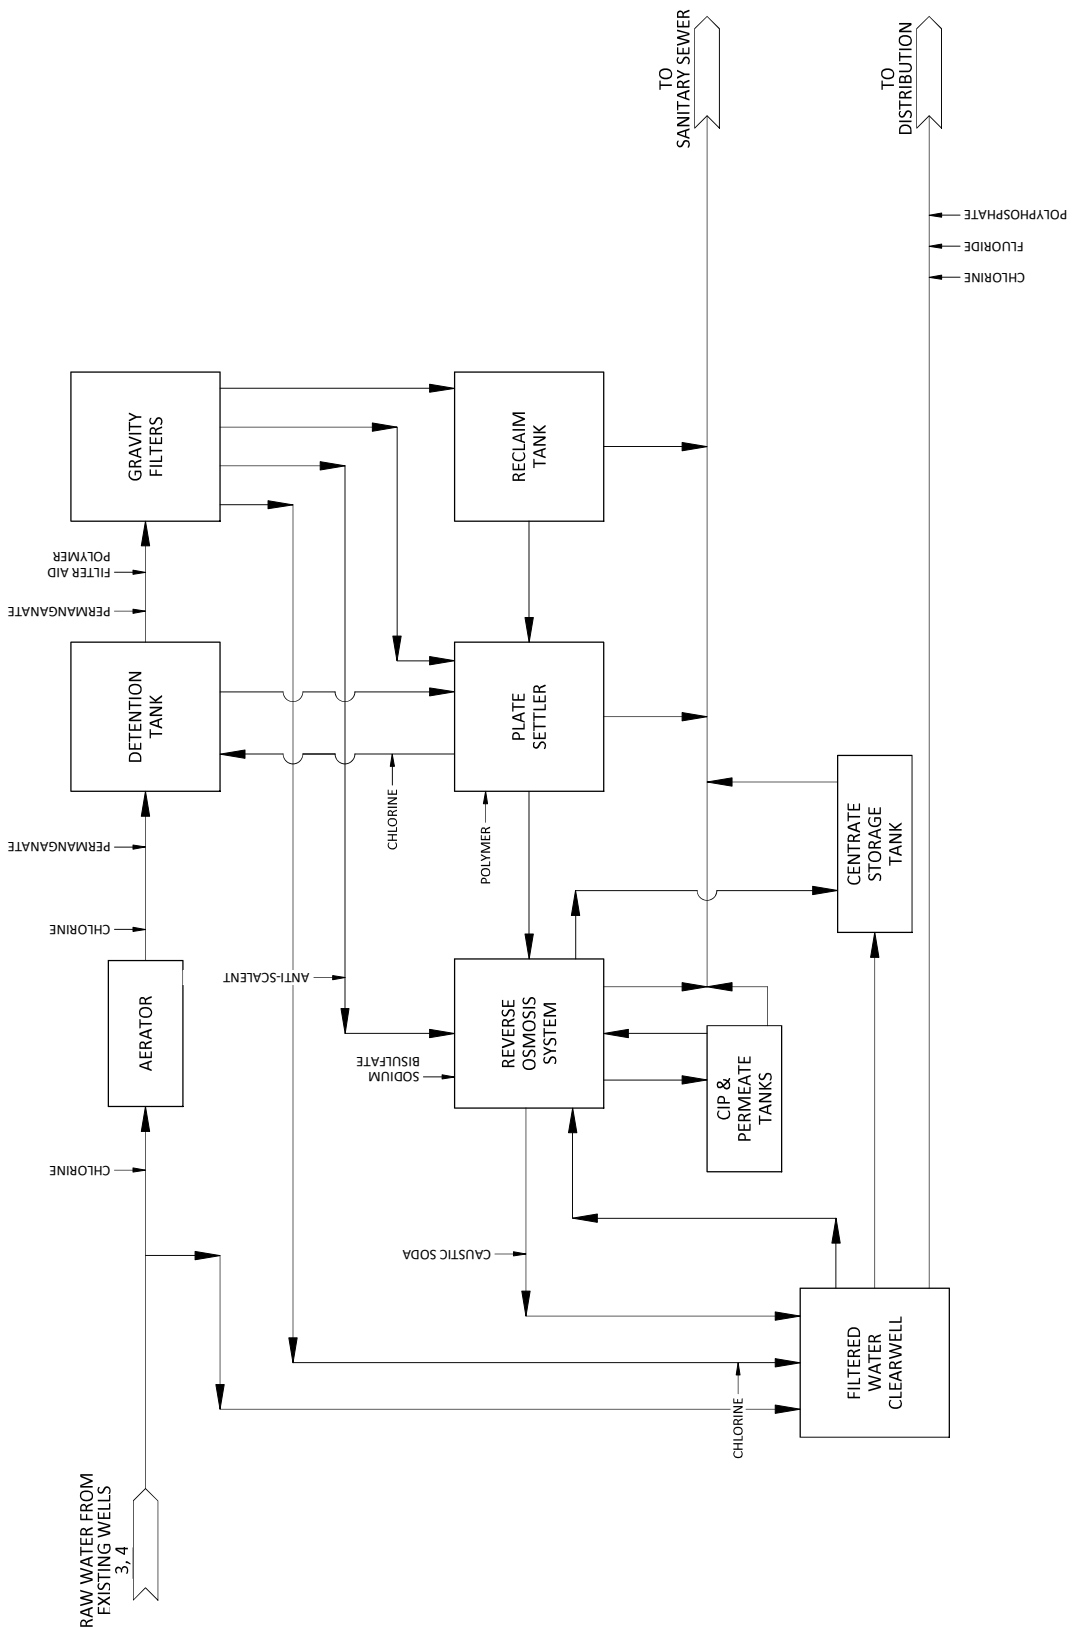 RAW WATER FROM
EXISTING WELLS
3, 4
CHLORINE
AERATOR
CHLORINE
PERMANGANATE
DETENTION
TANK
PERMANGANATE
FILTER AID
POLYMER
GRAVITY
FILTERS
ANTI-SCALENT
CHLORINE
POLYMER
SODIUM
BISULFATE
CAUSTIC SODA
REVERSE
OSMOSIS
SYSTEM
PLATE
SETTLER
RECLAIM
TANK
CIP &
PERMEATE
TANKS
TO
SANITARY SEWER
CHLORINE
FILTERED
WATER
CLEARWELL
CENTRATE
STORAGE
TANK
CHLORINE
FLUORIDE
POLYPHOSPHATE
TO
DISTRIBUTION